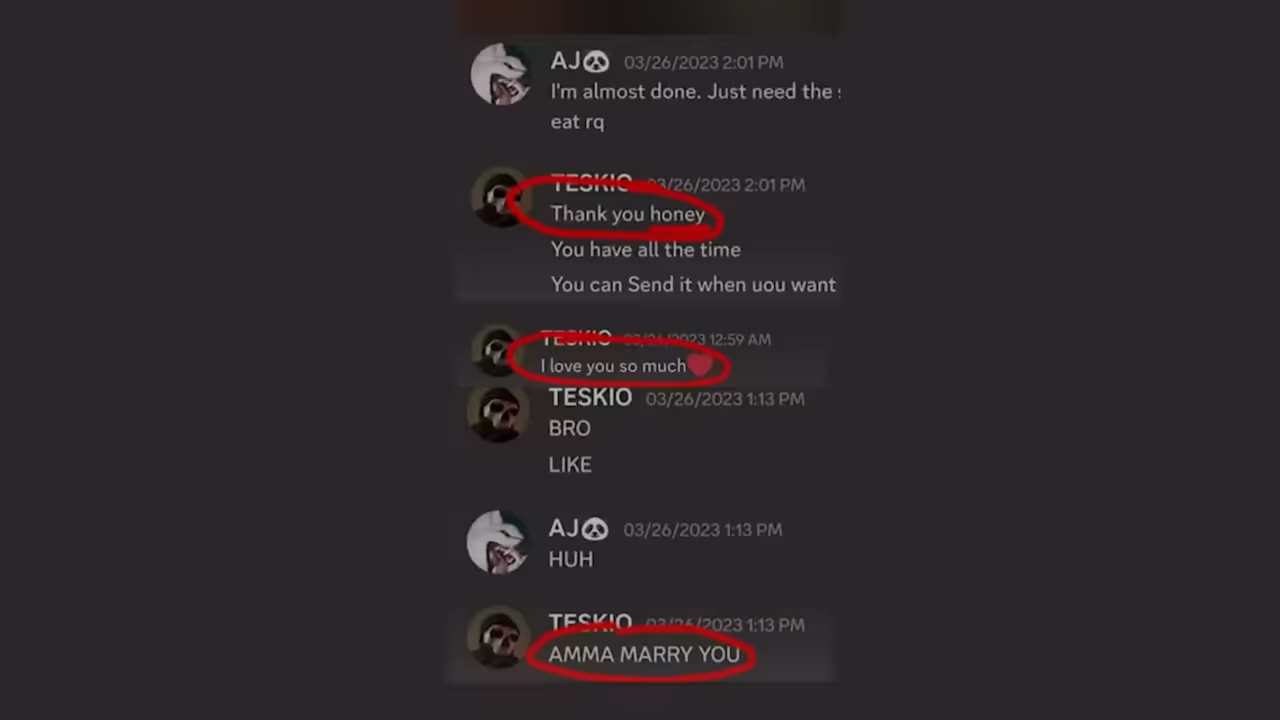 AJ🐼 03/26/2023 2:01 PM
I'm almost done. Just need the
eat rq
TESKIO 03/26/2023 2:01 PM
Thank you honey
You have all the time
You can Send it when uou want
TESKIO 03/26/2023 12:59 AM
I love you so much❤️
TESKIO 03/26/2023 1:13 PM
BRO
LIKE
AJ🐼 03/26/2023 1:13 PM
HUH
TESKIO 03/26/2023 1:13 PM
AMMA MARRY YOU